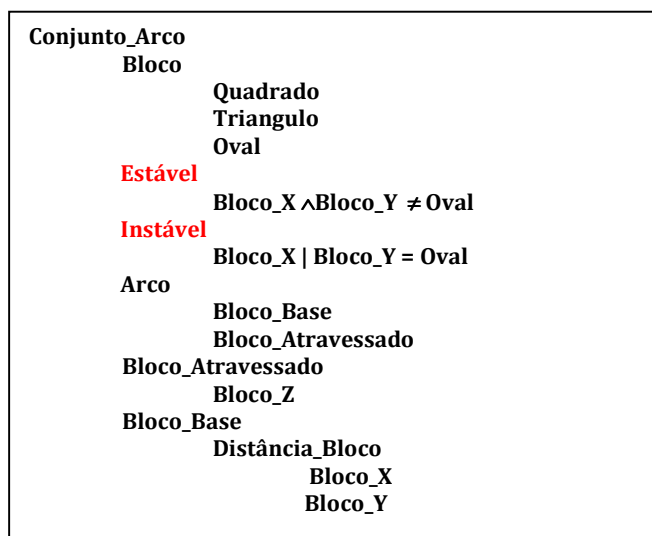 Conjunto_Arco
Bloco
Quadrado
Triangulo
Oval
Estável
Bloco_X ∧Bloco_Y ≠ Oval
Instável
Bloco_X | Bloco_Y = Oval
Arco
Bloco_Base
Bloco_Atravessado
Bloco_Atravessado
Bloco_Z
Bloco_Base
Distância_Bloco
Bloco_X
Bloco_Y